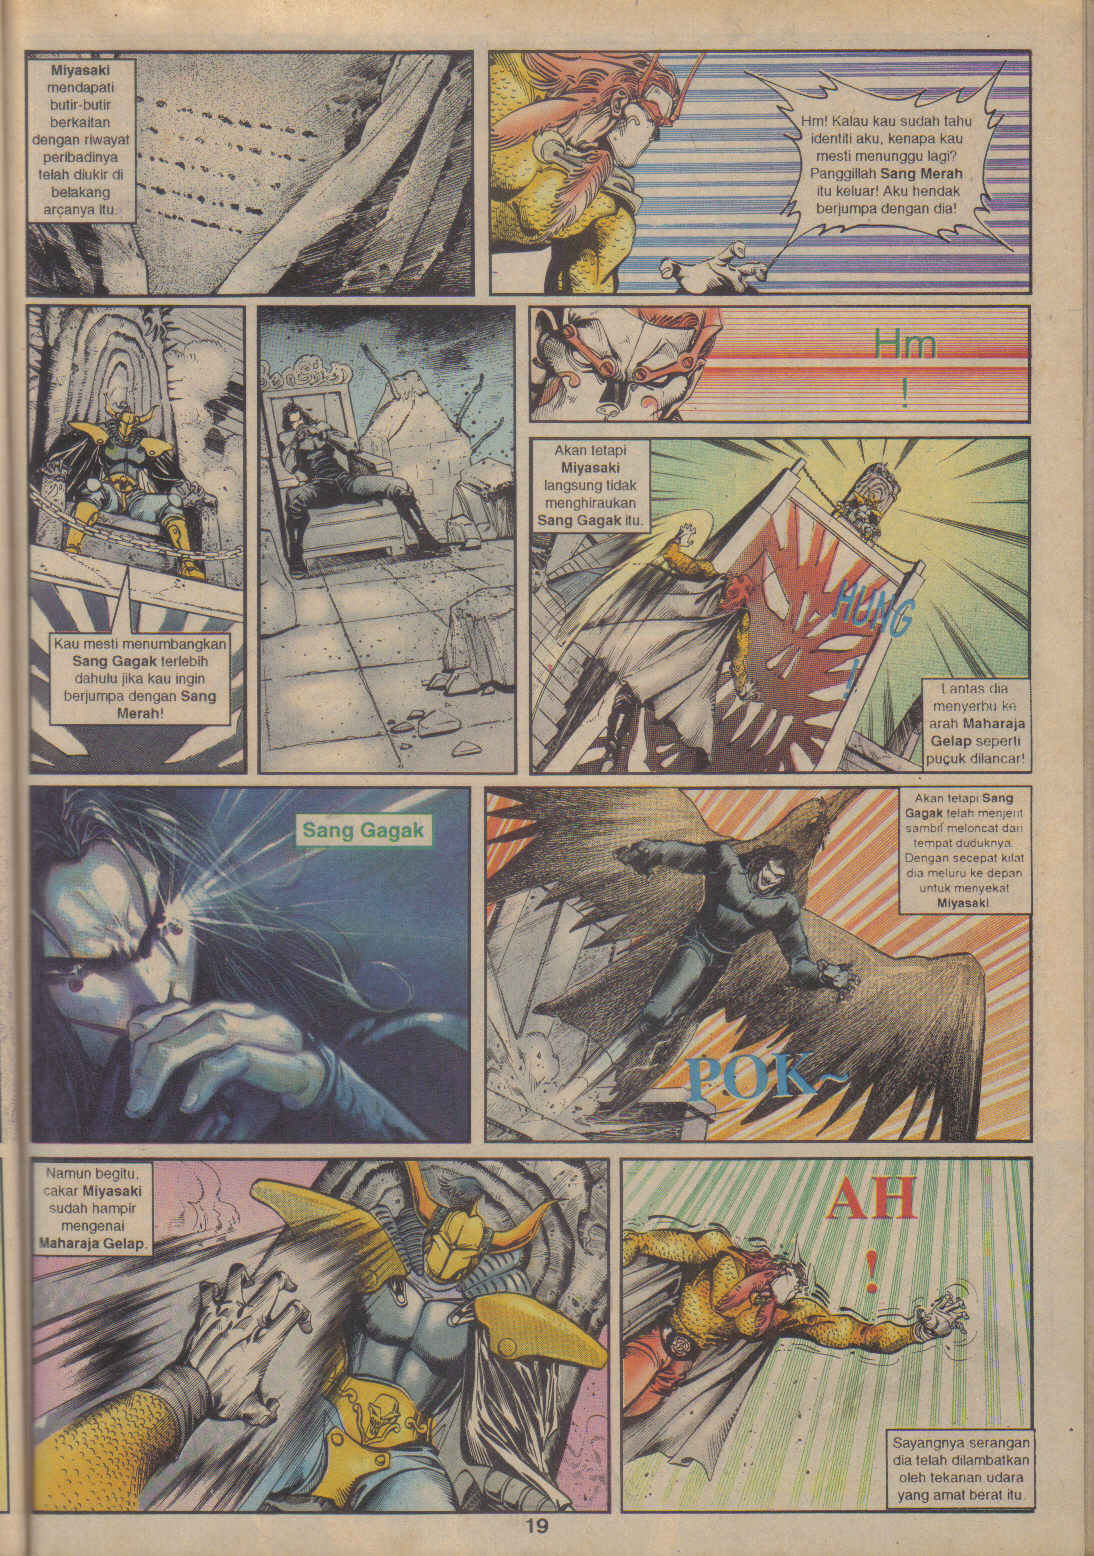 Miyasaki
mendapati
butir-butir
berkaitan
dengan riwayat
peribadinya
telah diukir di
belakang
arçanya itu.
Hm! Kalau kau sudah tahu
identiti aku, kenapa kau
mesti menunggu lagi?
Panggillah Sang Merah
itu keluar! Aku hendak
berjumpa dengan dia!
Kau mesti menumbangkan
Sang Gagak terlebih
dahulu jika kau ingin
berjumpa dengan Sang
Merah!
Hm
!
Akan tetapi
Miyasaki
langsung tidak
menghiraukan
Sang Gagak itu.
HUNG
!
Lantas dia
menyerbu ke
arah Maharaja
Gelap seperti
puçuk dilancar!
Sang Gagak
Akan tetapi Sang
Gagak telah menjerit
sambil meloncat dari
tempat duduknya.
Dengan secepat kilat
dia meluru ke depan
untuk menyekat
Miyasaki
POK~
Namun begitu,
cakar Miyasaki
sudah hampir
mengenai
Maharaja Gelap.
AH
!
Sayangnya serangan
dia telah dilambatkan
oleh tekanan udara
yang amat berat itu.
19